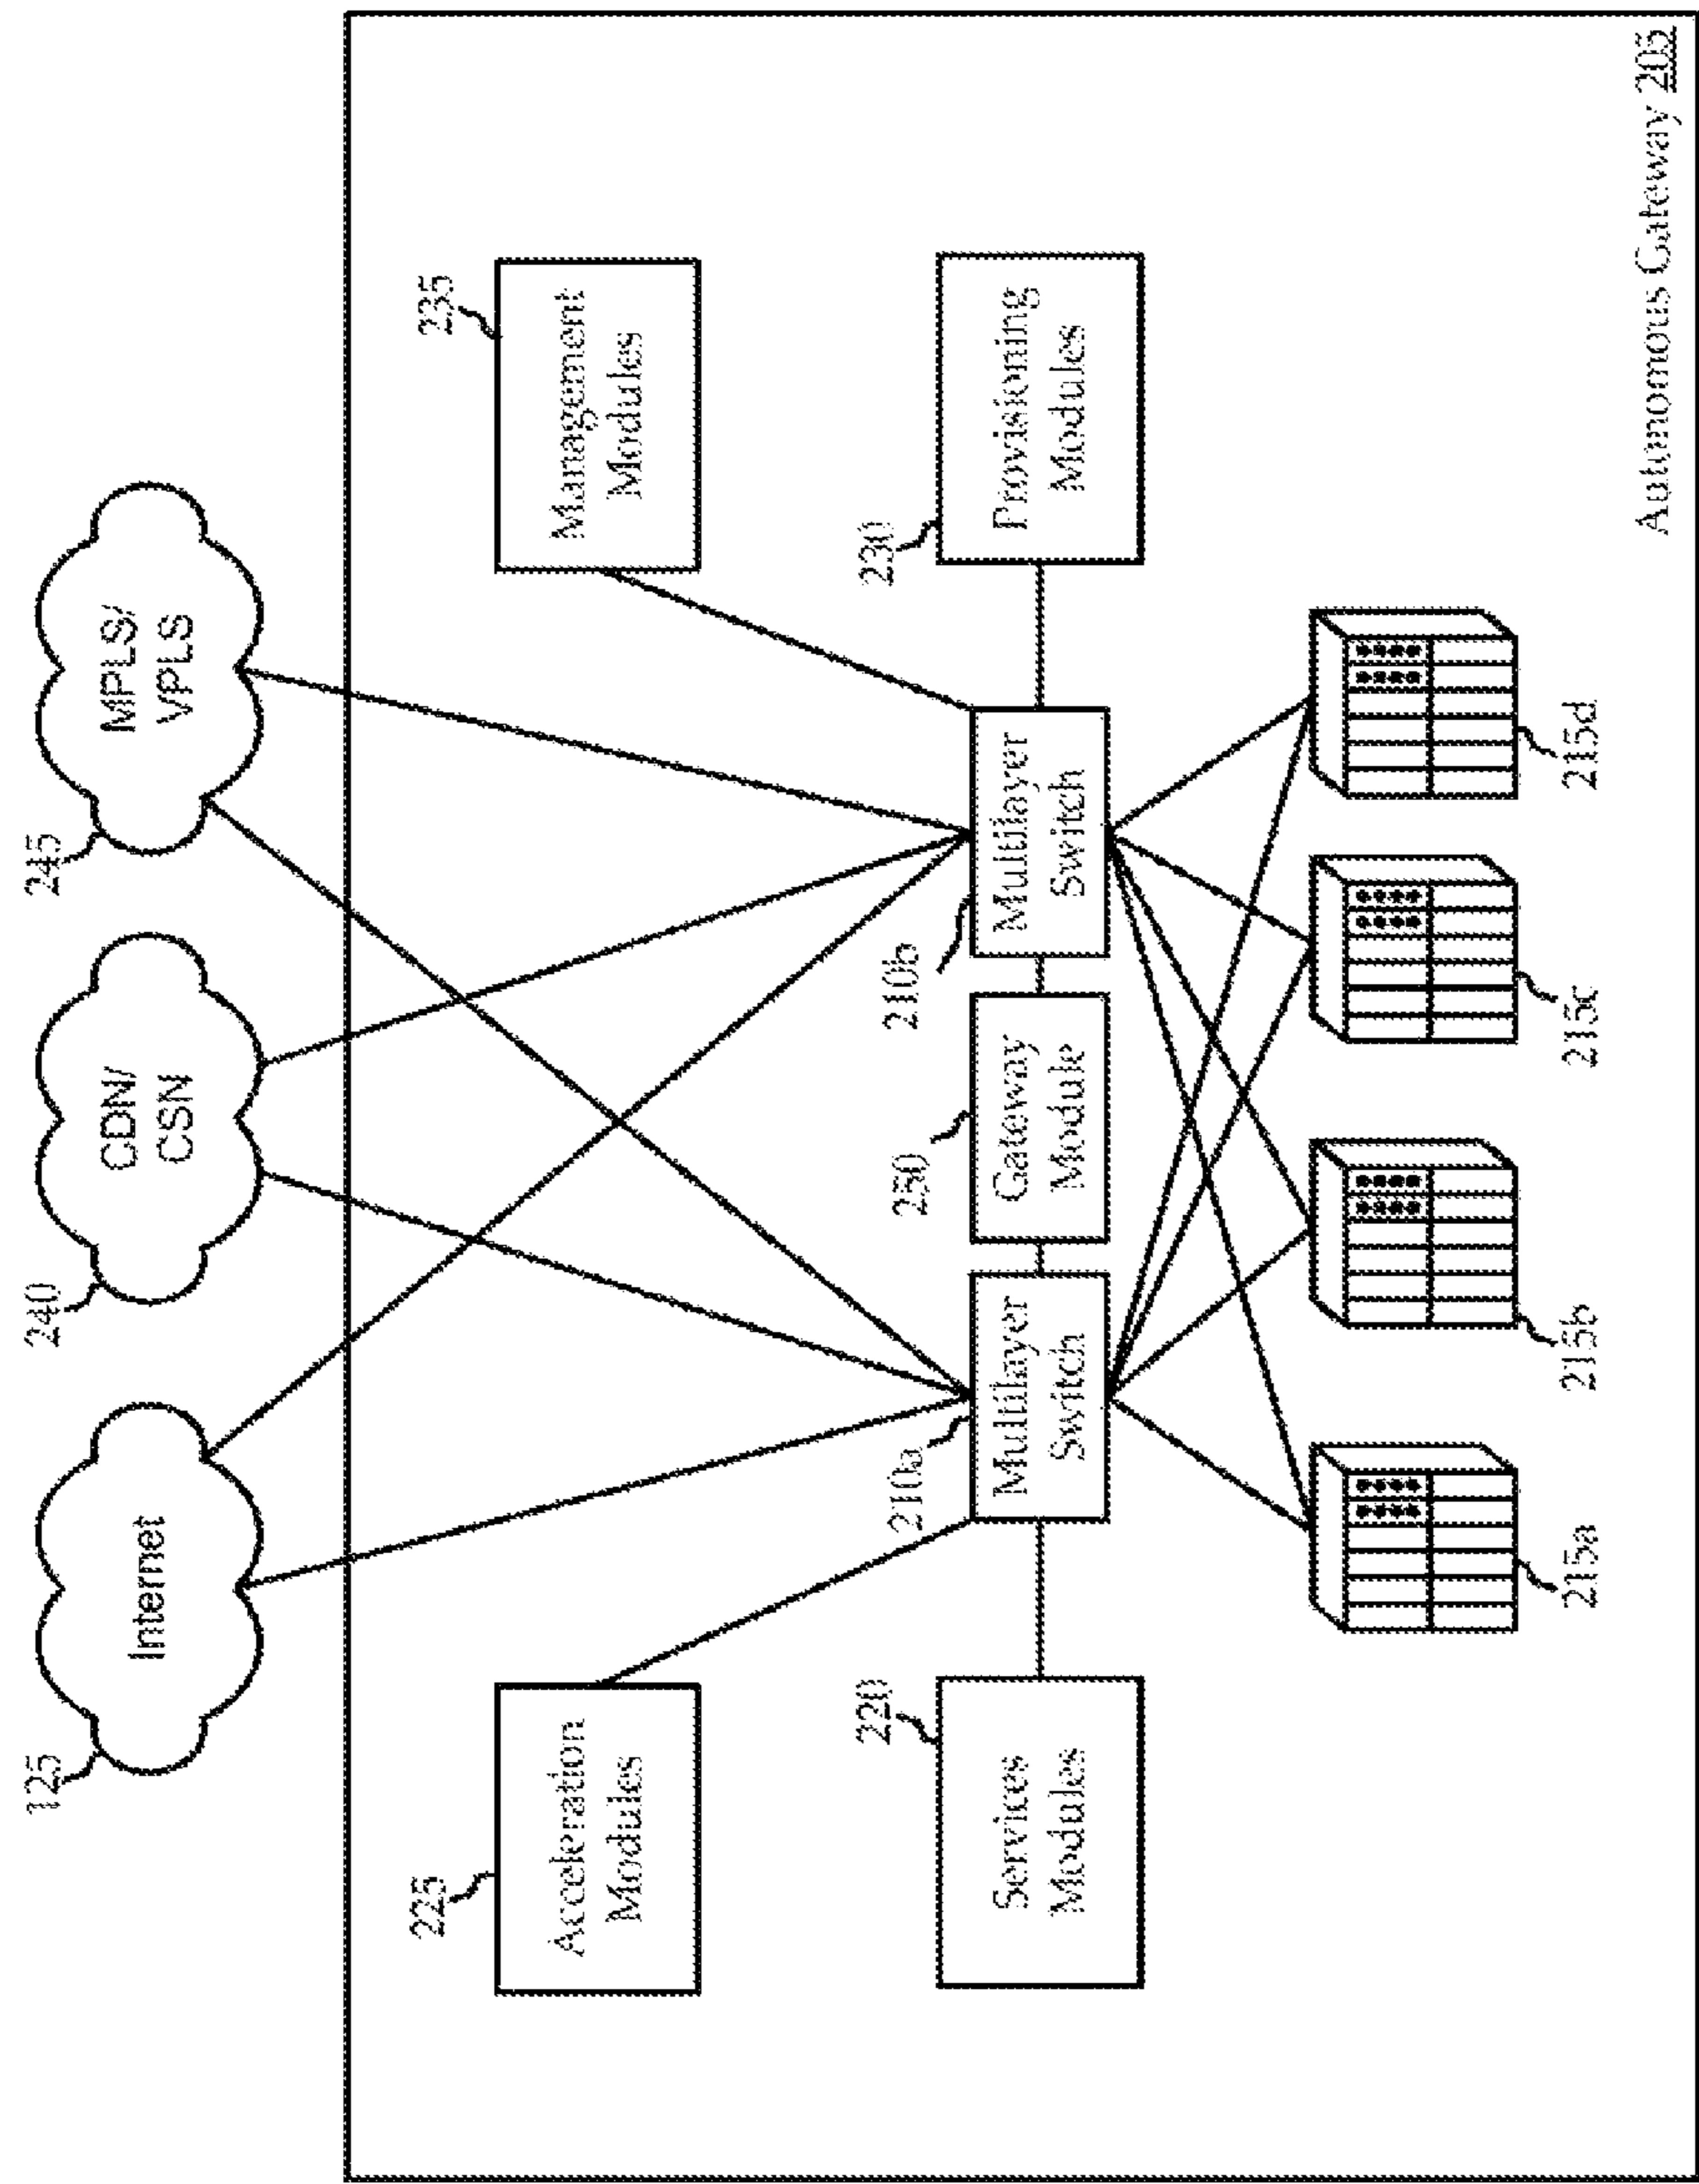 125
Internet
240
CDN/
CSN
245
MPLS/
VPLS
225
Acceleration
Modules
235
Management
Modules
220
Services
Modules
210a
Multilayer
Switch
250
Gateway
Module
210b
Multilayer
Switch
230
Provisioning
Modules
215a
215b
215c
215d
Autonomous Gateway 205